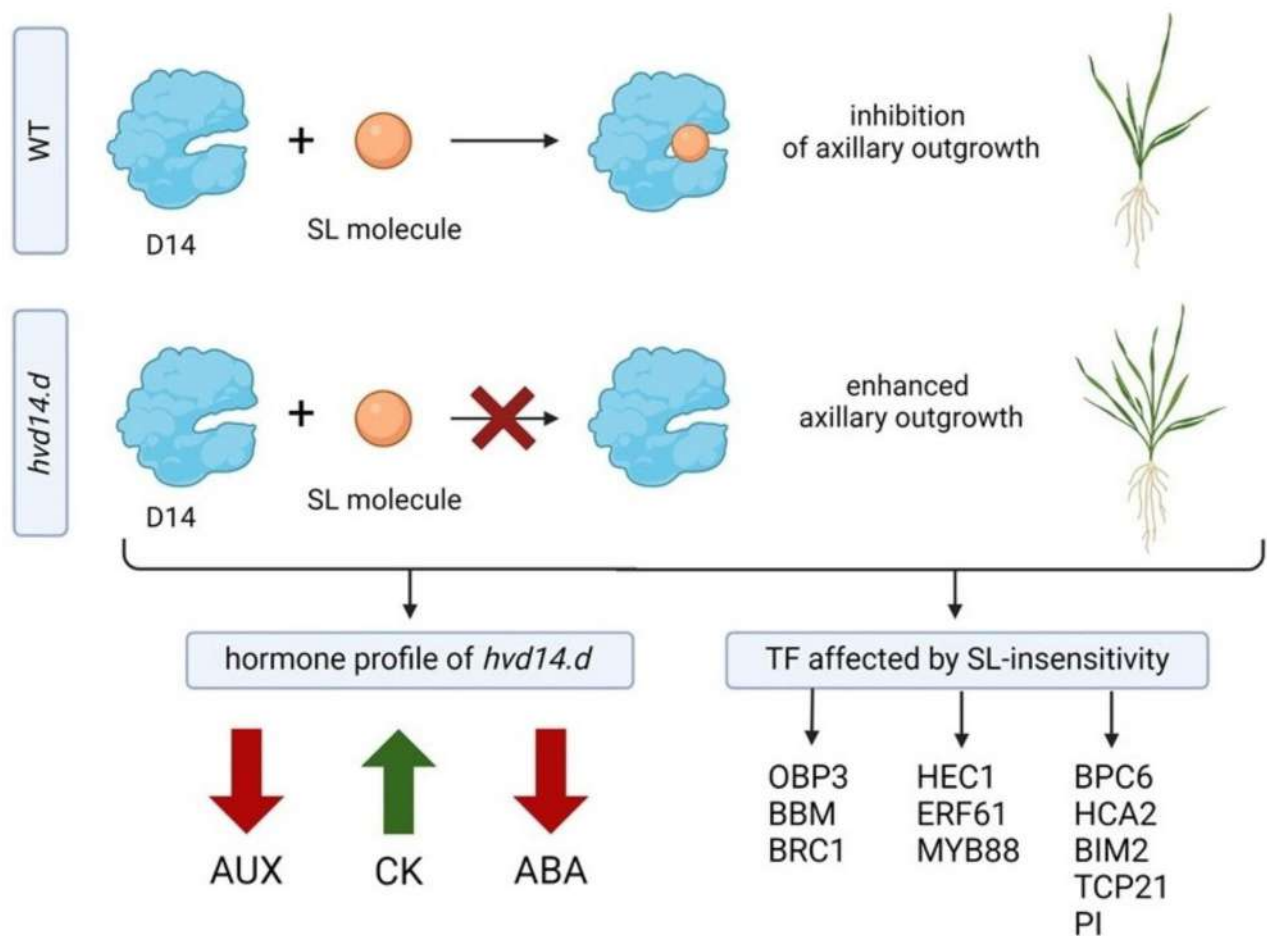 WT
+
inhibition
of axillary outgrowth
D14
SL molecule
hvd14.d
+
enhanced
axillary outgrowth
D14
SL molecule
hormone profile of hvd14.d
TF affected by SL-insensitivity
AUX
CK
ABA
OBP3
BBM
BRC1
HEC1
ERF61
MYB88
BPC6
HCA2
BIM2
TCP21
PI